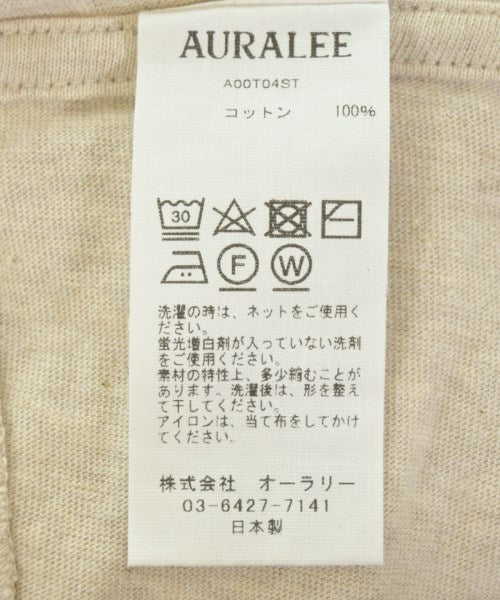 AURALEE
A00T04ST
コットン 100%
30
F W
洗濯の時は、ネットをご使用く
ださい。
蛍光増白剤が入っていない洗剤
をご使用ください。
素材の特性上、多少縮むことが
あります。洗濯後は、形を整え
て干してください。
アイロンは、当て布をしてかけ
てください。
株式会社 オーラリー
03-6427-7141
日本製